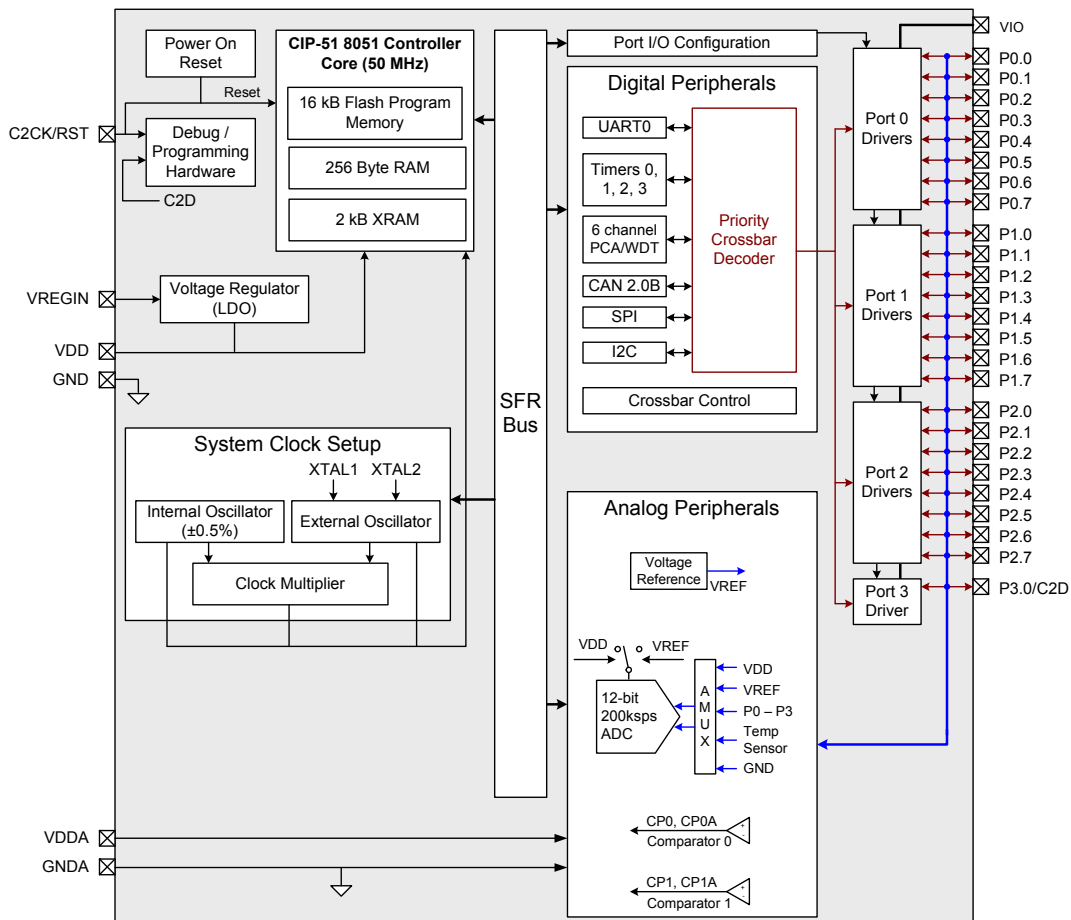 Power On
Reset
Reset
C2CK/RST
Debug /
Programming
Hardware
C2D
CIP-51 8051 Controller
Core (50 MHz)
16 kB Flash Program
Memory
256 Byte RAM
2 kB XRAM
VREGIN
Voltage Regulator
(LDO)
VDD
GND
System Clock Setup
XTAL1
XTAL2
Internal Oscillator
(±0.5%)
External Oscillator
Clock Multiplier
SFR
Bus
Port I/O Configuration
Digital Peripherals
UART0
Timers 0,
1, 2, 3
6 channel
PCA/WDT
CAN 2.0B
SPI
I2C
Priority
Crossbar
Decoder
Crossbar Control
Analog Peripherals
Voltage
Reference
VREF
VDD
VREF
12-bit
200ksps
ADC
A
M
U
X
VDD
VREF
P0 – P3
Temp
Sensor
GND
CP0, CP0A
+
-
Comparator 0
CP1, CP1A
+
-
Comparator 1
VDDA
GNDA
Port 0
Drivers
Port 1
Drivers
Port 2
Drivers
Port 3
Driver
VIO
P0.0
P0.1
P0.2
P0.3
P0.4
P0.5
P0.6
P0.7
P1.0
P1.1
P1.2
P1.3
P1.4
P1.5
P1.6
P1.7
P2.0
P2.1
P2.2
P2.3
P2.4
P2.5
P2.6
P2.7
P3.0/C2D